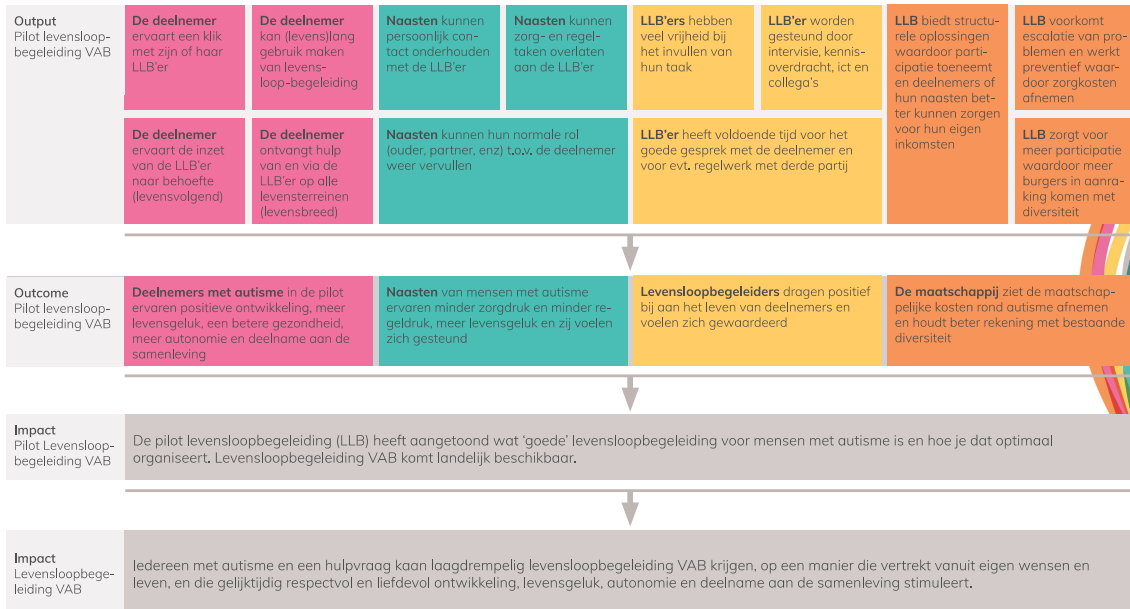 Output
Pilot levensloop-
begeleiding VAB
De deelnemer
ervaart een klik
met zijn of haar
LLB'er
De deelnemer
kan (levens)lang
gebruik maken
van levens-
loop-begeleiding
Naasten kunnen
persoonlijk con-
tact onderhouden
met de LLB'er
Naasten kunnen
zorg- en regel-
taken overlaten
aan de LLB'er
LLB'ers hebben
veel vrijheid bij
het invullen van
hun taak
LLB'er worden
gesteund door
intervisie, kennis-
overdracht, ict en
collega's
LLB biedt structu-
rele oplossingen
waardoor parti-
cipatie toeneemt
en deelnemers of
hun naasten bet-
ter kunnen zorgen
voor hun eigen
inkomsten
LLB voorkomt
escalatie van pro-
blemen en werkt
preventief waar-
door zorgkosten
afnemen
De deelnemer
ervaart de inzet
van de LLB'er
naar behoefte
(levensvolgend)
De deelnemer
ontvangt hulp
van en via de
LLB'er op alle
levensterreinen
(levensbreed)
Naasten kunnen hun normale rol
(ouder, partner, enz) t.o.v. de deelnemer
weer vervullen
LLB'er heeft voldoende tijd voor het
goede gesprek met de deelnemer en
voor evt. regelwerk met derde partij
LLB zorgt voor
meer participatie
waardoor meer
burgers in aanra-
king komen met
diversiteit
Outcome
Pilot levensloop-
begeleiding VAB
Deelnemers met autisme in de pilot
ervaren positieve ontwikkeling, meer
levensgeluk, een betere gezondheid,
meer autonomie en deelname aan de
samenleving
Naasten van mensen met autisme
ervaren minder zorgdruk en minder re-
geldruk, meer levensgeluk en zij voelen
zich gesteund
Levensloopbegeleiders dragen positief
bij aan het leven van deelnemers en
voelen zich gewaardeerd
De maatschappij ziet de maatschap-
pelijke kosten rond autisme afnemen
en houdt beter rekening met bestaande
diversiteit
Impact
Pilot Levensloop-
begeleiding VAB
De pilot levensloopbegeleiding (LLB) heeft aangetoond wat 'goede' levensloopbegeleiding voor mensen met autisme is en hoe je dat optimaal
organiseert. Levensloopbegeleiding VAB komt landelijk beschikbaar.
Impact
Levensloopbege-
leiding VAB
Iedereen met autisme en een hulpvraag kaan laagdrempelig levensloopbegeleiding VAB krijgen, op een manier die vertrekt vanuit eigen wensen en
leven, en die gelijktijdig respectvol en liefdevol ontwikkeling, levensgeluk, autonomie en deelname aan de samenleving stimuleert.